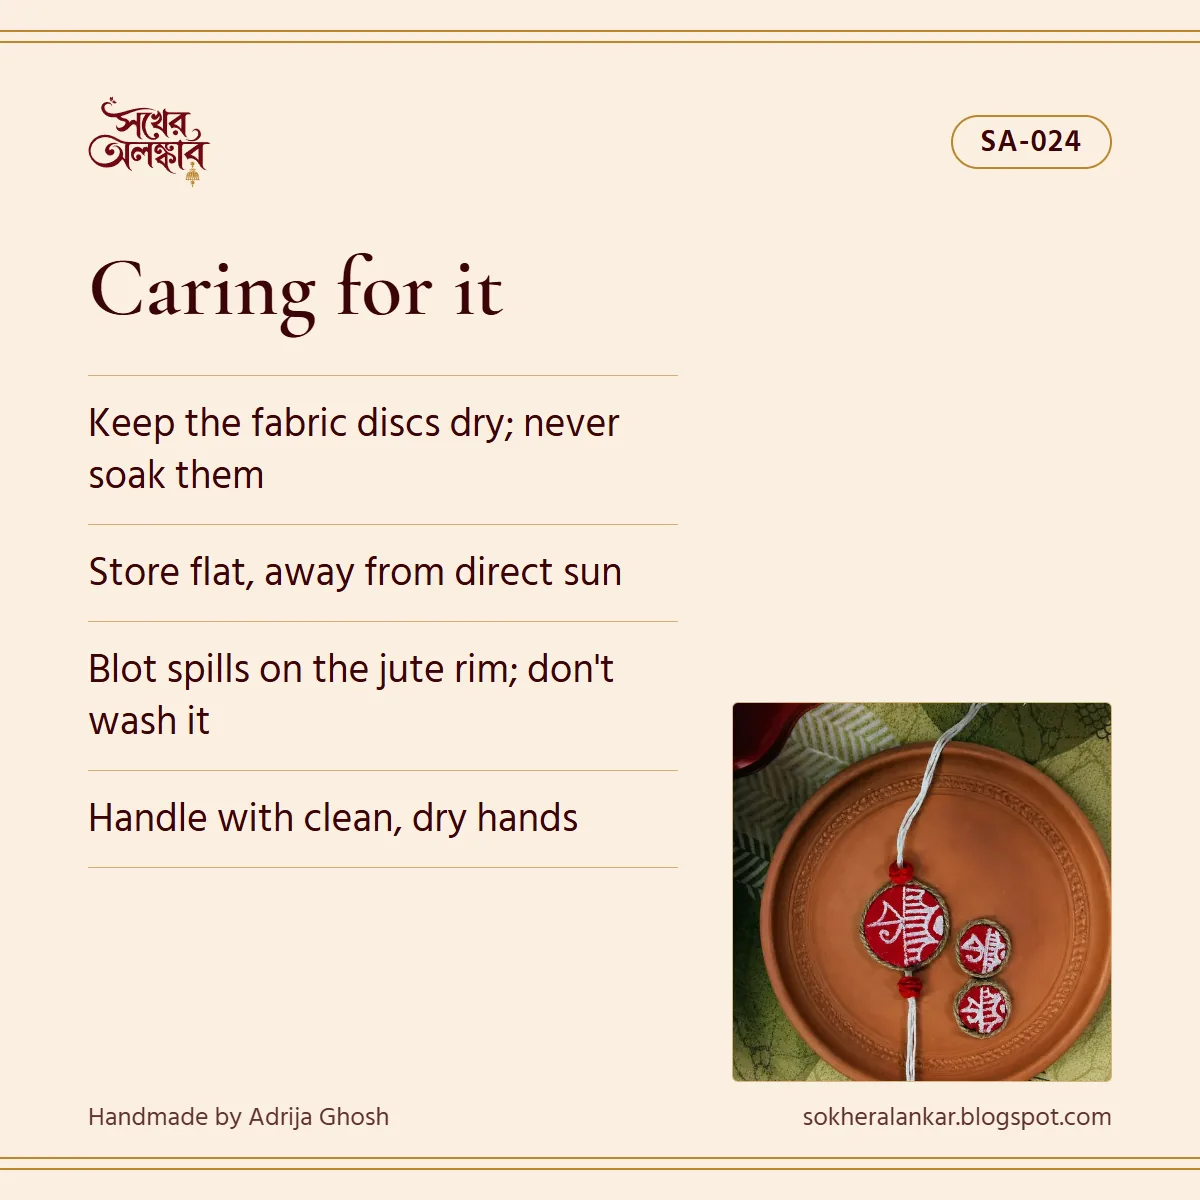 সখের
অলঙ্কার
SA-024
Caring for it
Keep the fabric discs dry; never
soak them
Store flat, away from direct sun
Blot spills on the jute rim; don't
wash it
Handle with clean, dry hands
Handmade by Adrija Ghosh
sokheralankar.blogspot.com